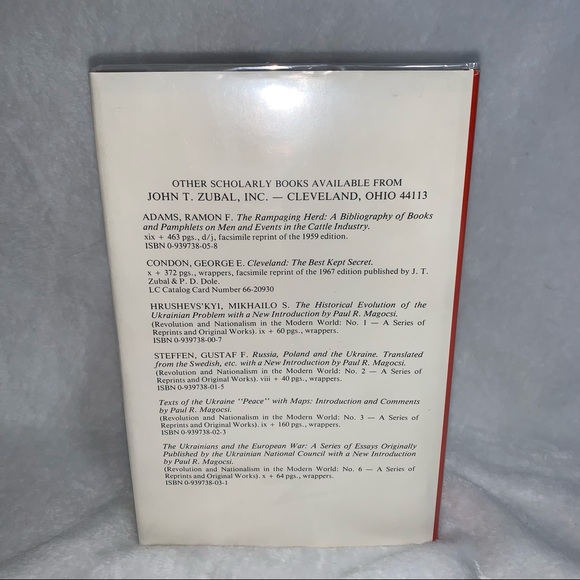 OTHER SCHOLARLY BOOKS AVAILABLE FROM
JOHN T. ZUBAL, INC. — CLEVELAND, OHIO 44113
ADAMS, RAMON F. The Rampaging Herd: A Bibliography of Books
and Pamphlets on Men and Events in the Cattle Industry.
xix + 463 pgs., d/j, facsimile reprint of the 1959 edition.
ISBN 0-939738-05-8
CONDON, GEORGE E. Cleveland: The Best Kept Secret.
x + 372 pgs., wrappers, facsimile reprint of the 1967 edition published by J. T.
Zubal & P. D. Dole.
LC Catalog Card Number 66-20930
HRUSHEVS'KYI, MIKHAILO S. The Historical Evolution of the
Ukrainian Problem with a New Introduction by Paul R. Magocsi.
(Revolution and Nationalism in the Modern World: No. 1 — A Series of
Reprints and Original Works). ix + 60 pgs., wrappers.
ISBN 0-939738-00-7
STEFFEN, GUSTAF F. Russia, Poland and the Ukraine. Translated
from the Swedish, etc. with a New Introduction by Paul R. Magocsi.
(Revolution and Nationalism in the Modern World: No. 2 — A Series of
Reprints and Original Works). viii + 40 pgs., wrappers.
ISBN 0-939738-01-5
Texts of the Ukraine "Peace" with Maps: Introduction and Comments
by Paul R. Magocsi.
(Revolution and Nationalism in the Modern World: No. 3 — A Series of
Reprints and Original Works). ix + 160 pgs., wrappers.
ISBN 0-939738-02-3
The Ukrainians and the European War: A Series of Essays Originally
Published by the Ukrainian National Council with a New Introduction
by Paul R. Magocsi.
(Revolution and Nationalism in the Modern World: No. 6 — A Series of
Reprints and Original Works). x + 64 pgs., wrappers.
ISBN 0-939738-03-1